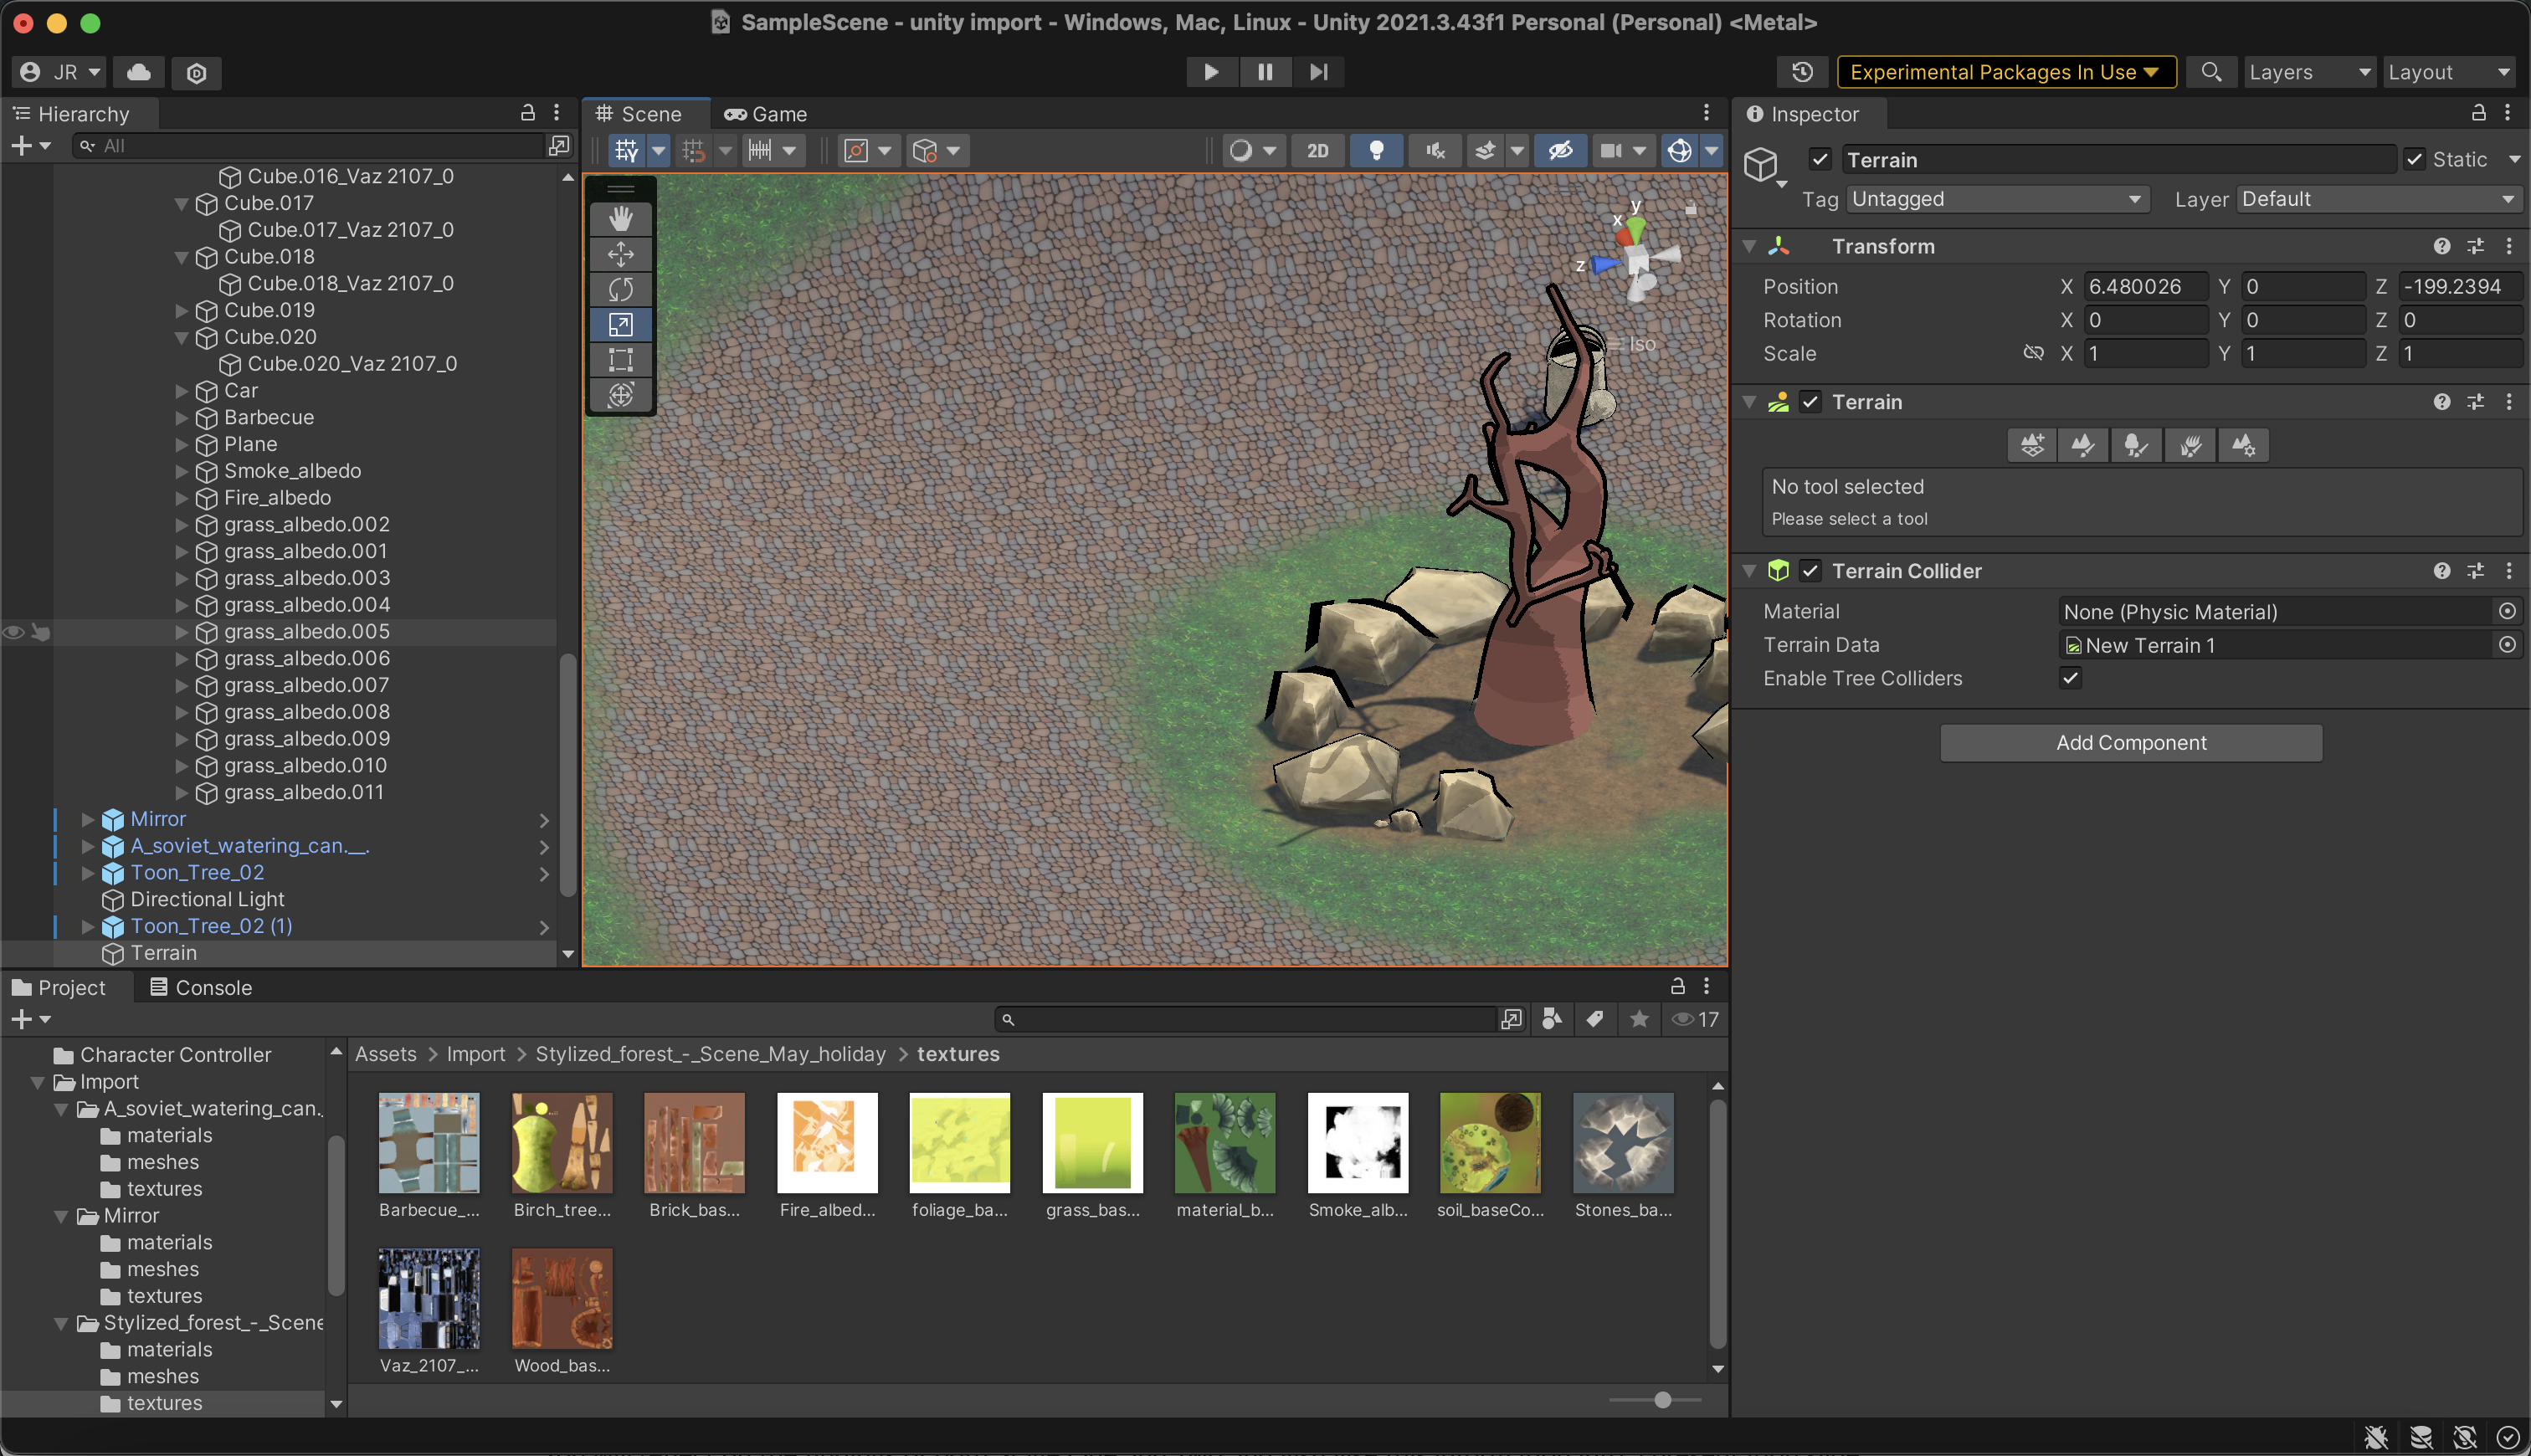 SampleScene - unity import - Windows, Mac, Linux - Unity 2021.3.43f1 Personal (Personal) <Metal>
JR
Experimental Packages In Use
Layers
Layout
Hierarchy
All
Cube.016_Vaz 2107_0
Cube.017
Cube.017_Vaz 2107_0
Cube.018
Cube.018_Vaz 2107_0
Cube.019
Cube.020
Cube.020_Vaz 2107_0
Car
Barbecue
Plane
Smoke_albedo
Fire_albedo
grass_albedo.002
grass_albedo.001
grass_albedo.003
grass_albedo.004
grass_albedo.005
grass_albedo.006
grass_albedo.007
grass_albedo.008
grass_albedo.009
grass_albedo.010
grass_albedo.011
Mirror
A_soviet_watering_can.__.
Toon_Tree_02
Directional Light
Toon_Tree_02 (1)
Terrain
Scene
Game
2D
y
x
z
Iso
Inspector
Terrain
Static
Tag Untagged
Layer Default
Transform
Position X 6.480026 Y 0 Z -199.2394
Rotation X 0 Y 0 Z 0
Scale X 1 Y 1 Z 1
Terrain
No tool selected
Please select a tool
Terrain Collider
Material None (Physic Material)
Terrain Data New Terrain 1
Enable Tree Colliders
Add Component
Project
Console
17
Character Controller
Import
A_soviet_watering_can.
materials
meshes
textures
Mirror
materials
meshes
textures
Stylized_forest_-_Scene
materials
meshes
textures
Assets > Import > Stylized_forest_-_Scene_May_holiday > textures
Barbecue_...
Birch_tree...
Brick_bas...
Fire_albed...
foliage_ba...
grass_bas...
material_b...
Smoke_alb...
soil_baseCo...
Stones_ba...
Vaz_2107_...
Wood_bas...